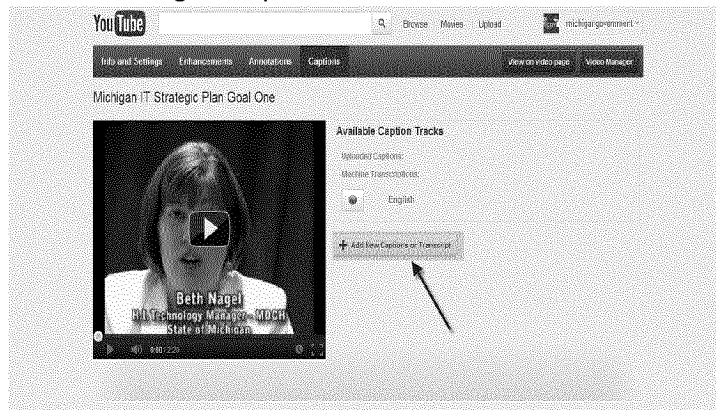 You Tube
Browse Movies Upload
michigangovernment
Info and Settings Enhancements Annotations Captions
View on video page Video Manager
Michigan IT Strategic Plan Goal One
Available Caption Tracks
Uploaded Captions:
Machine Transcriptions:
English
+ Add New Captions or Transcript
Beth Nagel
H.I. Technology Manager - MDCH
State of Michigan
0:00 / 2:29